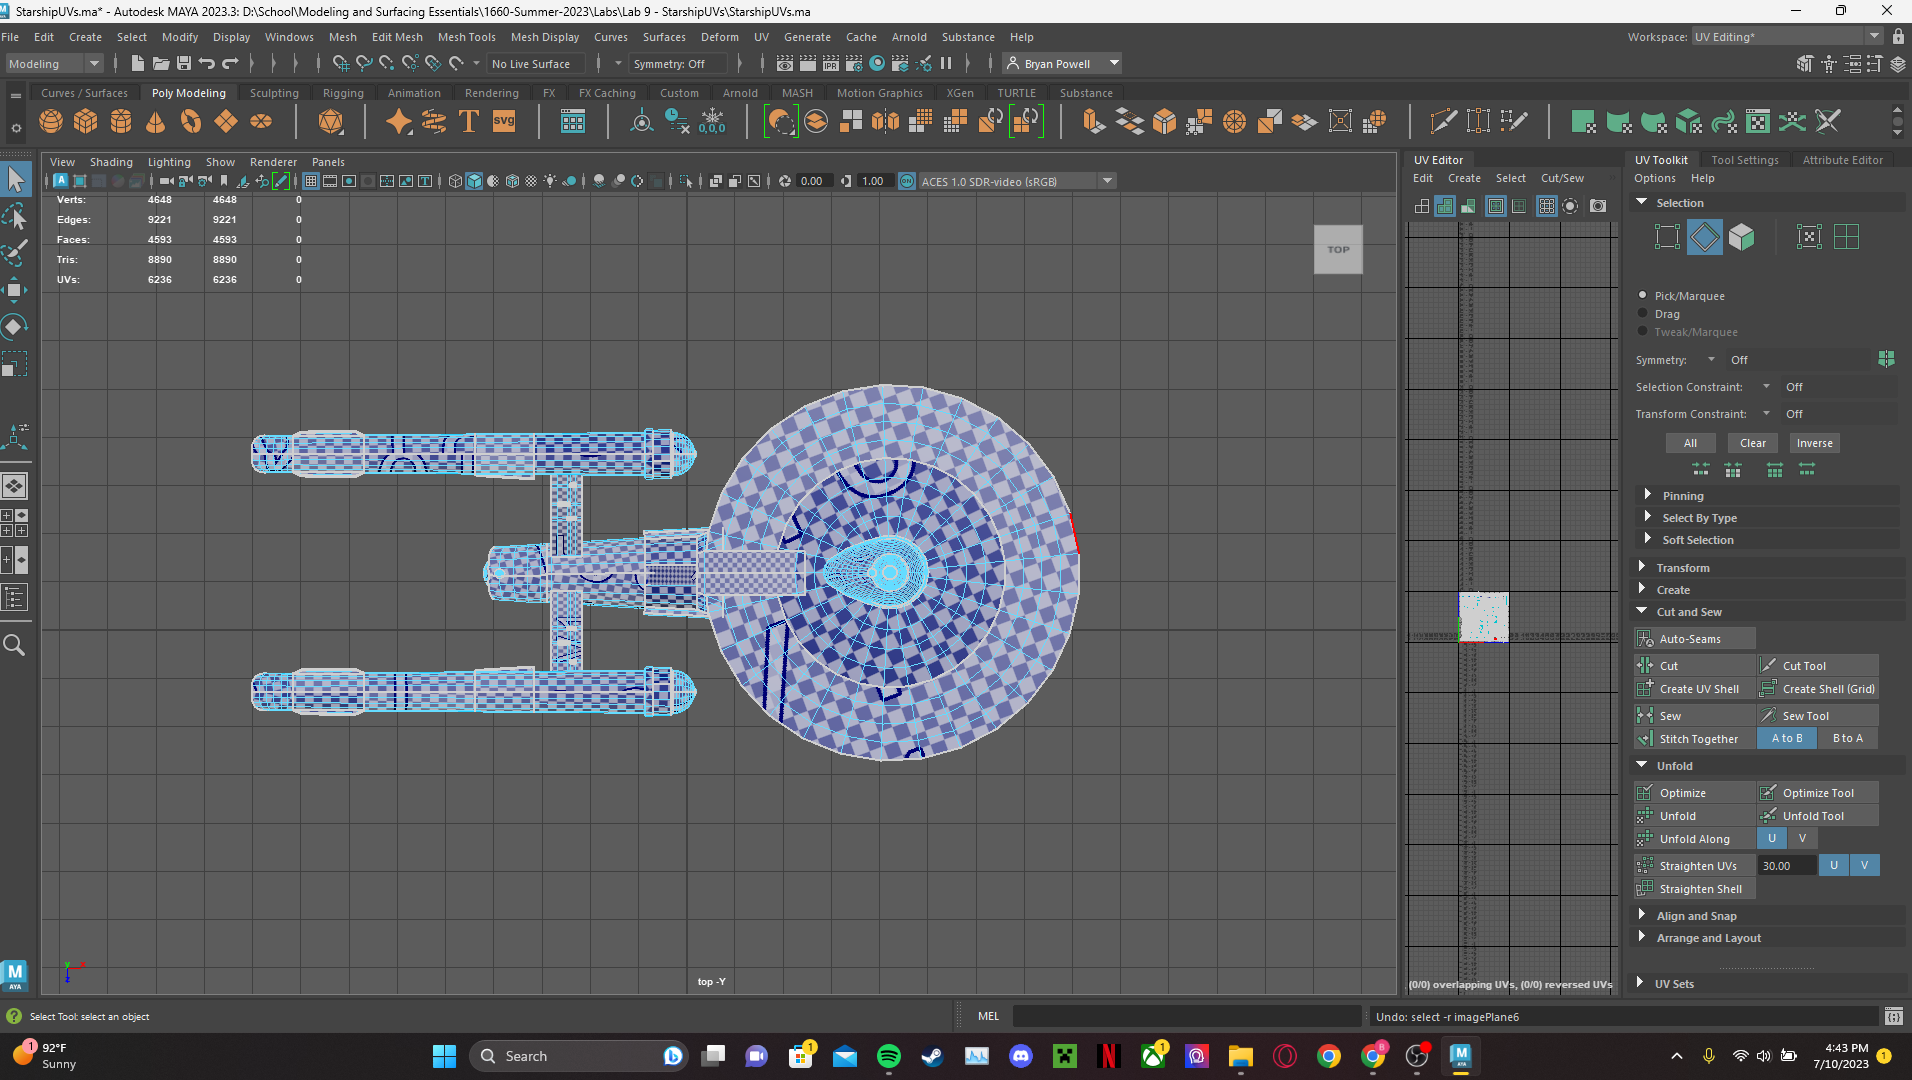 StarshipUVs.ma* - Autodesk MAYA 2023.3: D:\School\Modeling and Surfacing Essentials\1660-Summer-2023\Labs\Lab 9 - StarshipUVs\StarshipUVs.ma
File Edit Create Select Modify Display Windows Mesh Edit Mesh Mesh Tools Mesh Display Curves Surfaces Deform UV Generate Cache Arnold Substance Help
Workspace: UV Editing*
Modeling No Live Surface Symmetry: Off Bryan Powell
Curves / Surfaces Poly Modeling Sculpting Rigging Animation Rendering FX FX Caching Custom Arnold MASH Motion Graphics XGen TURTLE Substance
T svg 0,0,0
IPR
View Shading Lighting Show Renderer Panels
0.00 1.00 ACES 1.0 SDR-video (sRGB)
Verts: 4648 4648 0
Edges: 9221 9221 0
Faces: 4593 4593 0
Tris: 8890 8890 0
UVs: 6236 6236 0
TOP
top -Y
UV Editor
Edit Create Select Cut/Sew
(0/0) overlapping UVs, (0/0) reversed UVs
UV Toolkit Tool Settings Attribute Editor
Options Help
Selection
Pick/Marquee
Drag
Tweak/Marquee
Symmetry: Off
Selection Constraint: Off
Transform Constraint: Off
All Clear Inverse
Pinning
Select By Type
Soft Selection
Transform
Create
Cut and Sew
Auto-Seams
Cut Cut Tool
Create UV Shell Create Shell (Grid)
Sew Sew Tool
Stitch Together A to B B to A
Unfold
Optimize Optimize Tool
Unfold Unfold Tool
Unfold Along U V
Straighten UVs 30.00 U V
Straighten Shell
Align and Snap
Arrange and Layout
UV Sets
M
AYA
Select Tool: select an object
MEL
Undo: select -r imagePlane6
1
92°F
Sunny
Search
1
N
1
B
M
AYA
4:43 PM
7/10/2023
1